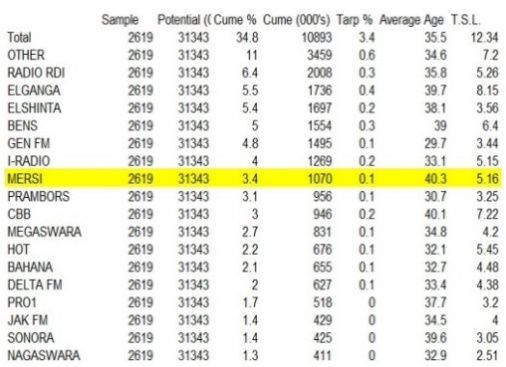 Sample Potential (( Cume % Cume (000's) Tarp % Average Age T.S.L.
Total 2619 31343 34.8 10893 3.4 35.5 12.34
OTHER 2619 31343 11 3459 0.6 34.6 7.2
RADIO RDI 2619 31343 6.4 2008 0.3 35.8 5.26
ELGANGA 2619 31343 5.5 1736 0.4 39.7 8.15
ELSHINTA 2619 31343 5.4 1697 0.2 38.1 3.56
BENS 2619 31343 5 1554 0.3 39 6.4
GEN FM 2619 31343 4.8 1495 0.1 29.7 3.44
I-RADIO 2619 31343 4 1269 0.2 33.1 5.15
MERSI 2619 31343 3.4 1070 0.1 40.3 5.16
PRAMBORS 2619 31343 3.1 956 0.1 30.7 3.25
CBB 2619 31343 3 946 0.2 40.1 7.22
MEGASWARA 2619 31343 2.7 831 0.1 34.8 4.2
HOT 2619 31343 2.2 676 0.1 32.1 5.45
BAHANA 2619 31343 2.1 655 0.1 32.7 4.48
DELTA FM 2619 31343 2 627 0.1 33.4 4.38
PRO1 2619 31343 1.7 518 0 37.7 3.2
JAK FM 2619 31343 1.4 429 0 34.5 4
SONORA 2619 31343 1.4 425 0 39.6 3.05
NAGASWARA 2619 31343 1.3 411 0 32.9 2.51